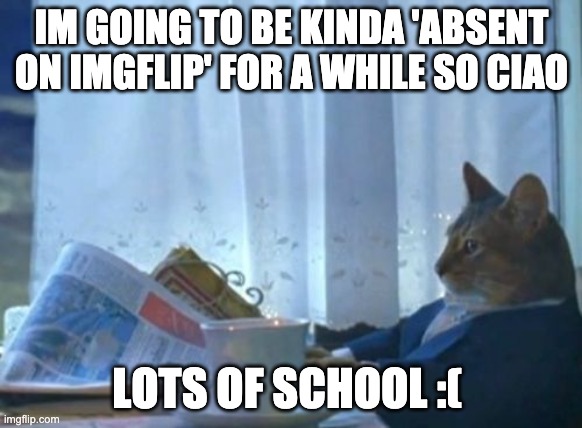 IM GOING TO BE KINDA 'ABSENT
ON IMGFLIP' FOR A WHILE SO CIAO
LOTS OF SCHOOL :(
imgflip.com